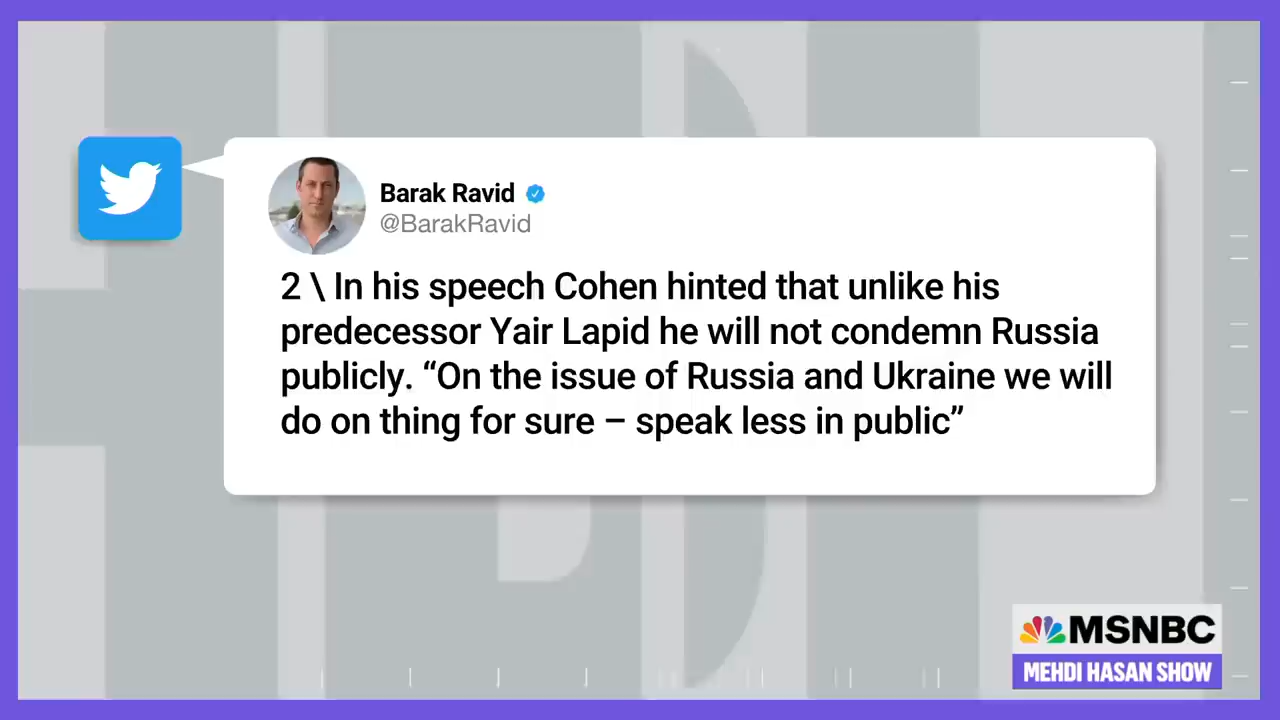 Barak Ravid
@BarakRavid
2 \ In his speech Cohen hinted that unlike his
predecessor Yair Lapid he will not condemn Russia
publicly. “On the issue of Russia and Ukraine we will
do on thing for sure – speak less in public”
MSNBC
MEHDI HASAN SHOW